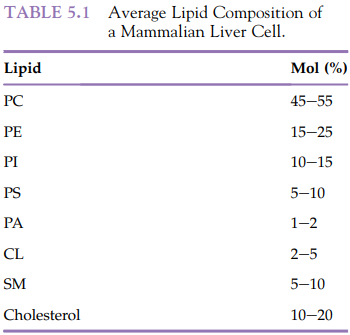 TABLE 5.1 Average Lipid Composition of
a Mammalian Liver Cell.
Lipid Mol (%)
PC 45–55
PE 15–25
PI 10–15
PS 5–10
PA 1–2
CL 2–5
SM 5–10
Cholesterol 10–20